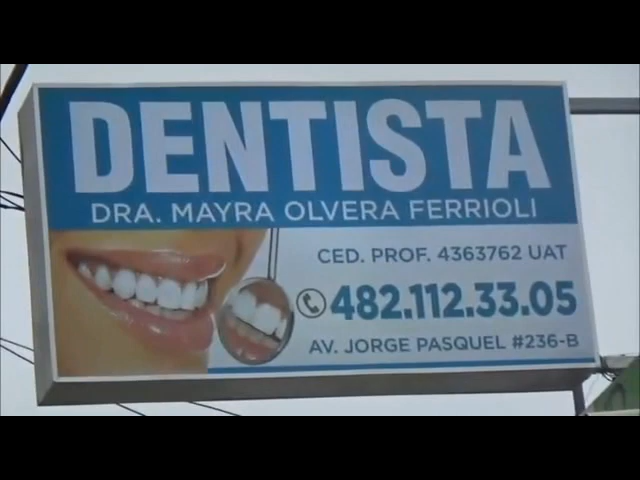 DENTISTA
DRA. MAYRA OLVERA FERRIOLI
CED. PROF. 4363762 UAT
482.112.33.05
AV. JORGE PASQUEL #236-B